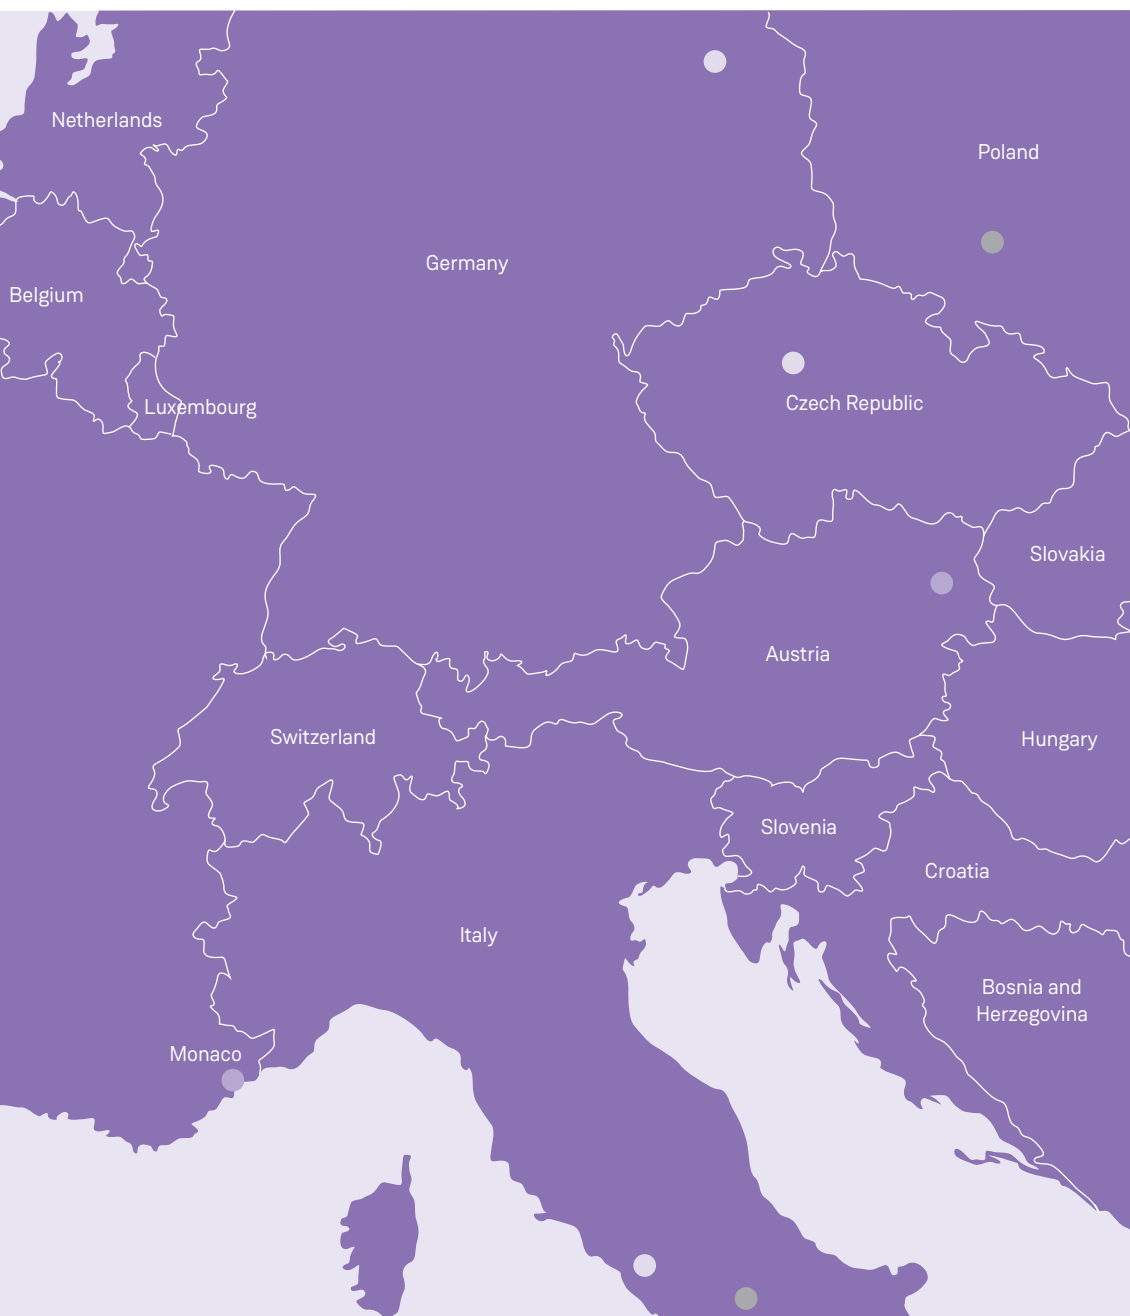 Netherlands
Poland
Germany
Belgium
Czech Republic
Luxembourg
Slovakia
Austria
Switzerland
Hungary
Slovenia
Croatia
Italy
Bosnia and
Herzegovina
Monaco